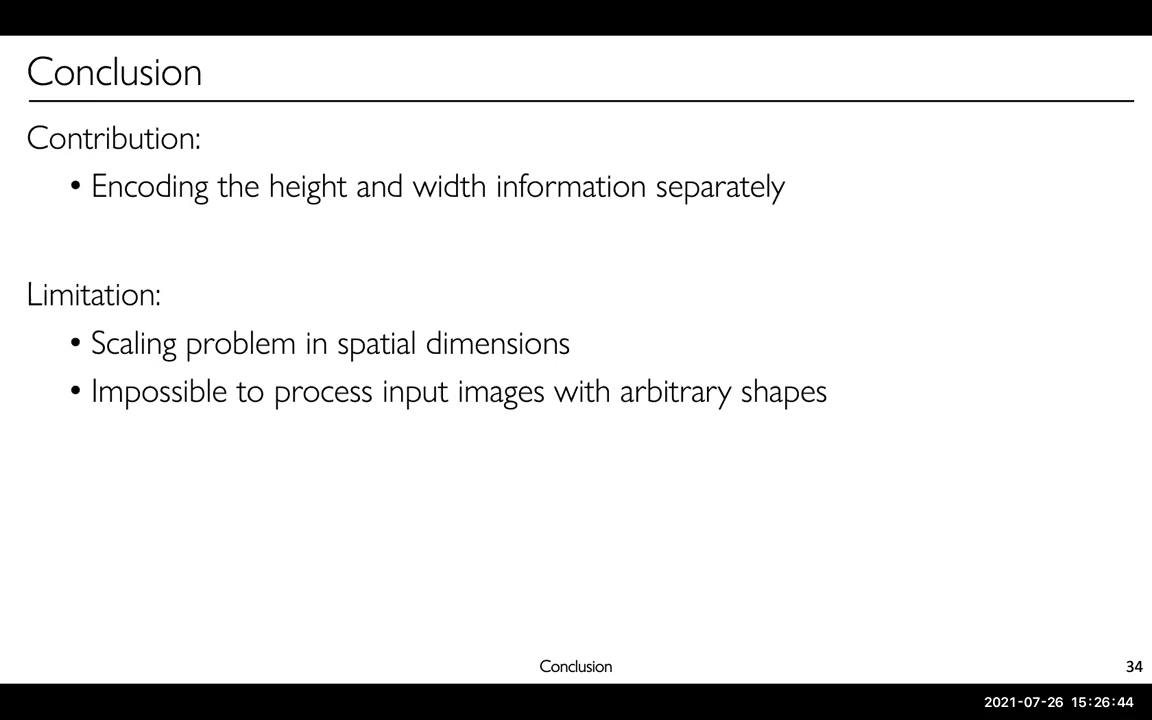 Conclusion
Contribution:
• Encoding the height and width information separately
Limitation:
• Scaling problem in spatial dimensions
• Impossible to process input images with arbitrary shapes
Conclusion
34
2021-07-26 15:26:44